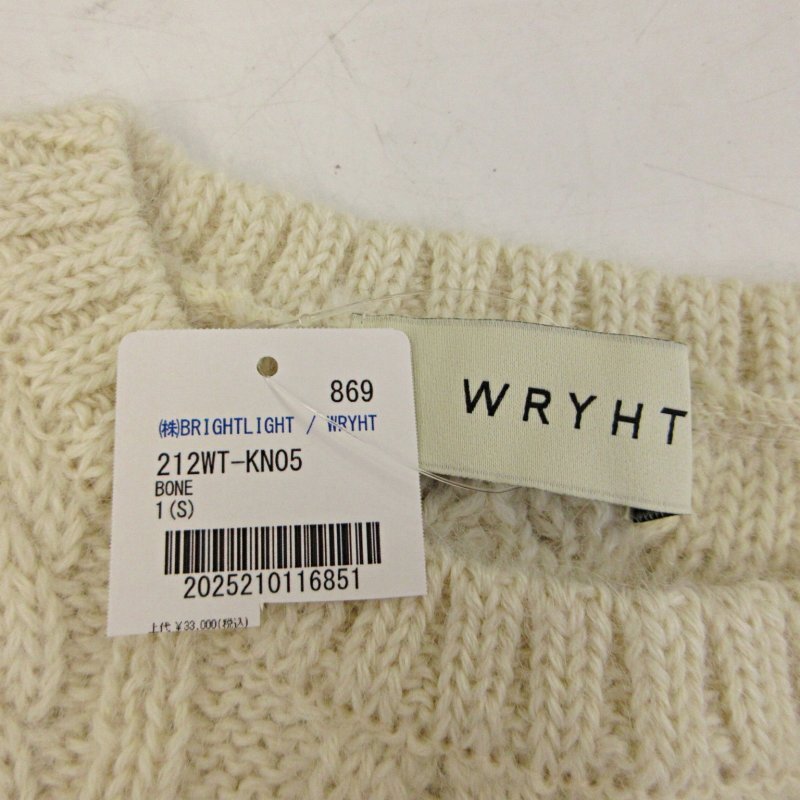 869
㈱BRIGHTLIGHT / WRYHT
212WT-KN05
BONE
1(S)
2025210116851
上代 ¥33,000(税込)
WRYHT